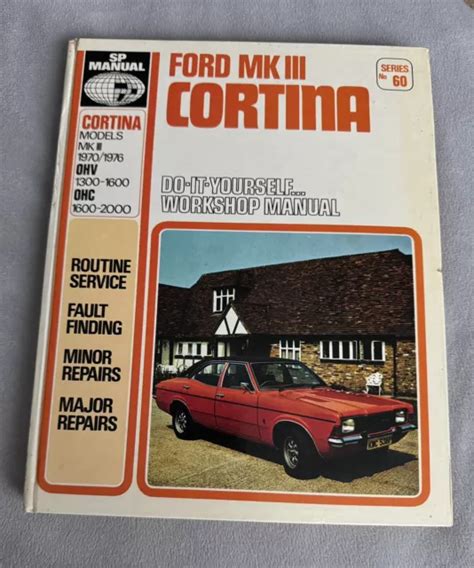 SP
MANUAL
FORD MK III
CORTINA
SERIES
No 60
CORTINA
MODELS
MK III
1970/1976
OHV
1300-1600
OHC
1600-2000
DO·IT·YOURSELF...
WORKSHOP MANUAL
ROUTINE
SERVICE
FAULT
FINDING
MINOR
REPAIRS
MAJOR
REPAIRS